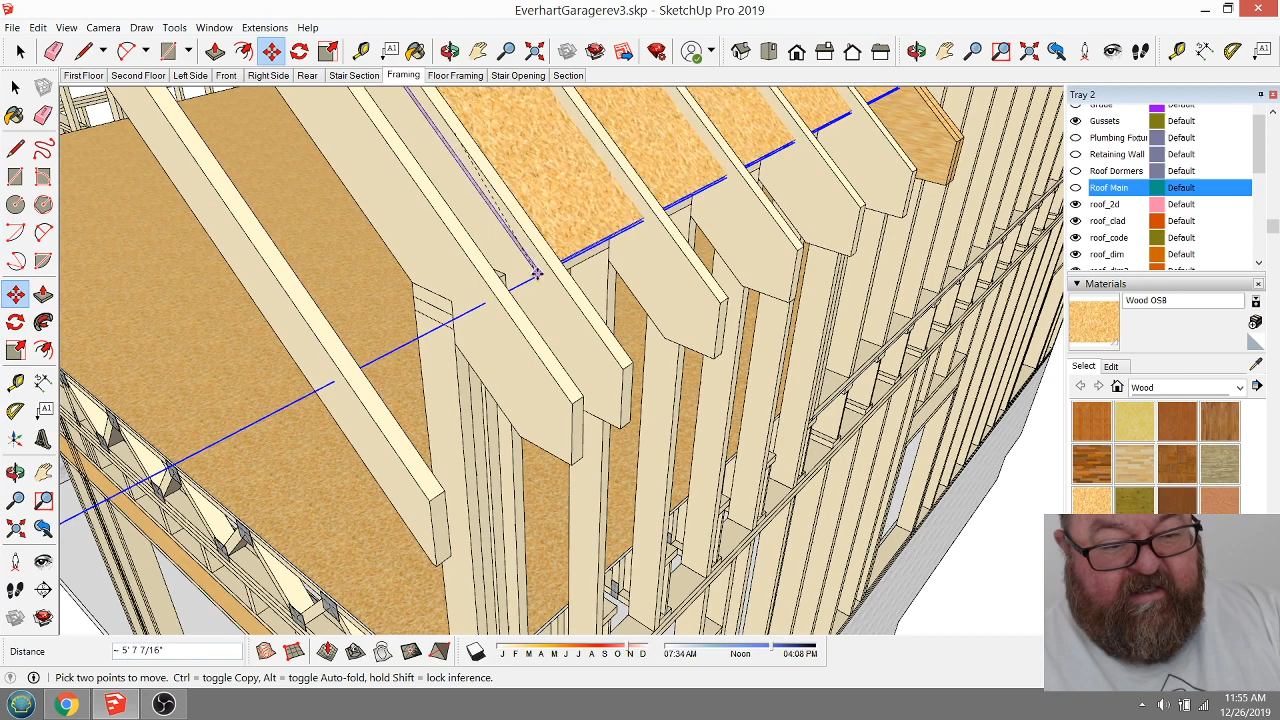 EverhartGaragerev3.skp - SketchUp Pro 2019
File Edit View Camera Draw Tools Window Extensions Help
First Floor Second Floor Left Side Front Right Side Rear Stair Section Framing Floor Framing Stair Opening Section
Tray 2
Default
Gussets Default
Plumbing Fixtu Default
Retaining Wall Default
Roof Dormers Default
Roof Main Default
roof_2d Default
roof_clad Default
roof_code Default
roof_dim Default
Default
Materials
Wood OSB
Select Edit
Wood
Distance ~ 5' 7 7/16"
J F M A M J J A S O N D
07:34 AM Noon 04:08 PM
Pick two points to move. Ctrl = toggle Copy, Alt = toggle Auto-fold, hold Shift = lock inference.
11:55 AM
12/26/2019